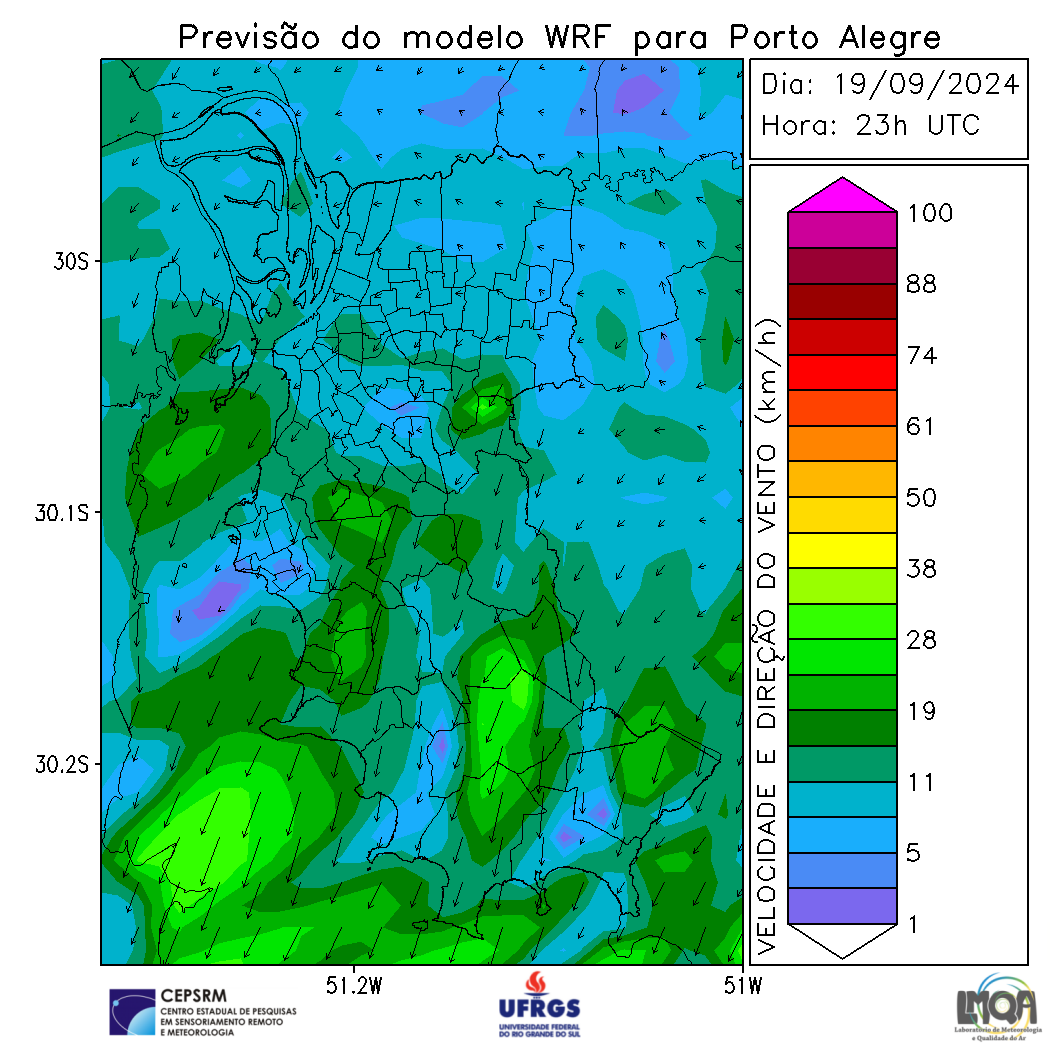 Previsão do modelo WRF para Porto Alegre
Dia: 19/09/2024
Hora: 23h UTC
30S
30.1S
30.2S
51.2W
51W
VELOCIDADE E DIREÇÃO DO VENTO (km/h)
100
88
74
61
50
38
28
19
11
5
1
CEPSRM
CENTRO ESTADUAL DE PESQUISAS
EM SENSORIAMENTO REMOTO
E METEOROLOGIA
UFRGS
UNIVERSIDADE FEDERAL
DO RIO GRANDE DO SUL
LMQA
Laboratório de Meteorologia
e Qualidade do Ar